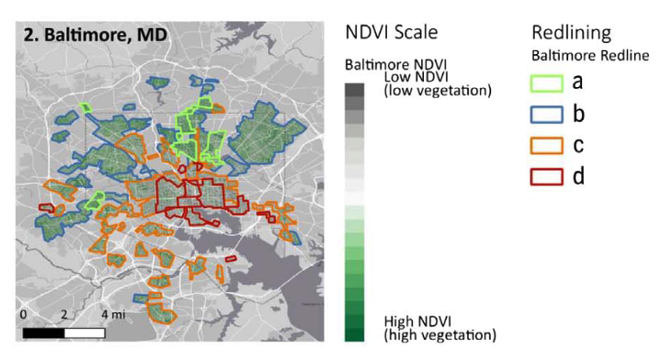 2. Baltimore, MD
0 2 4 mi
NDVI Scale
Baltimore NDVI
Low NDVI
(low vegetation)
High NDVI
(high vegetation)
Redlining
Baltimore Redline
a
b
c
d